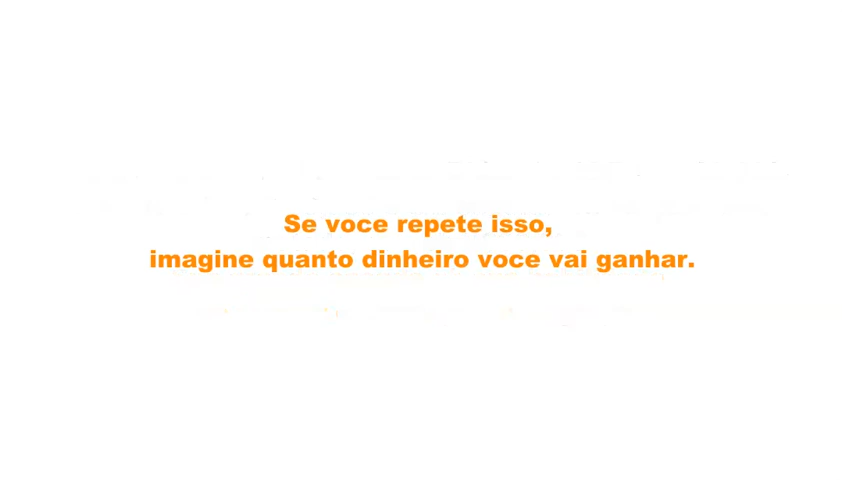 Se voce repete isso,
imagine quanto dinheiro voce vai ganhar.